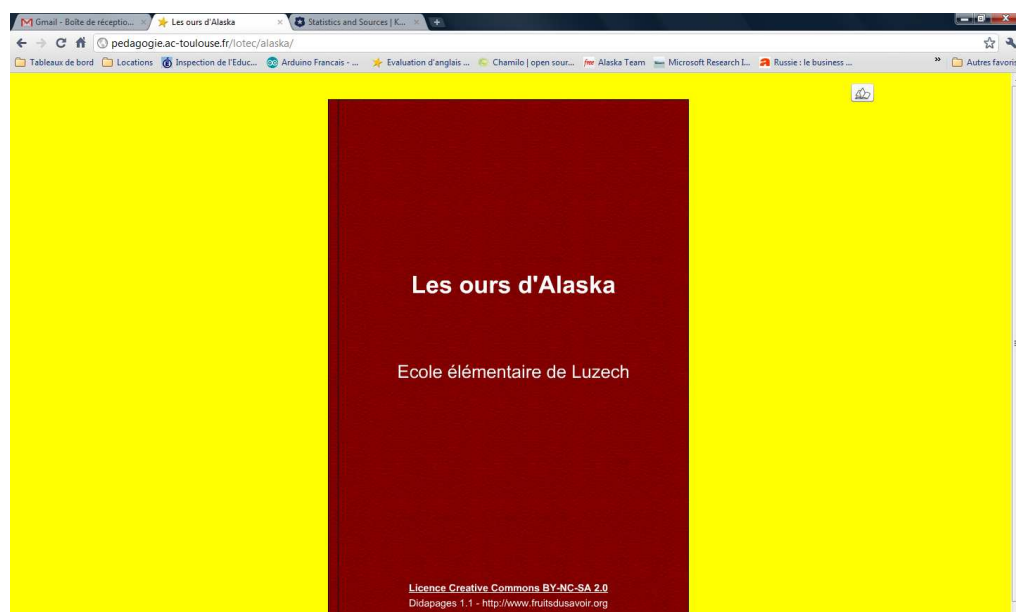 Gmail - Boîte de réceptio...
Les ours d'Alaska
Statistics and Sources | K...
pedagogie.ac-toulouse.fr/lotec/alaska/
Tableaux de bord
Locations
Inspection de l'Educ...
Arduino Francais - ...
Evaluation d'anglais ...
Chamilo | open sour...
free Alaska Team
Microsoft Research I...
Russie : le business ...
»
Autres favoris
Les ours d'Alaska
Ecole élémentaire de Luzech
Licence Creative Commons BY-NC-SA 2.0
Didapages 1.1 - http://www.fruitsdusavoir.org